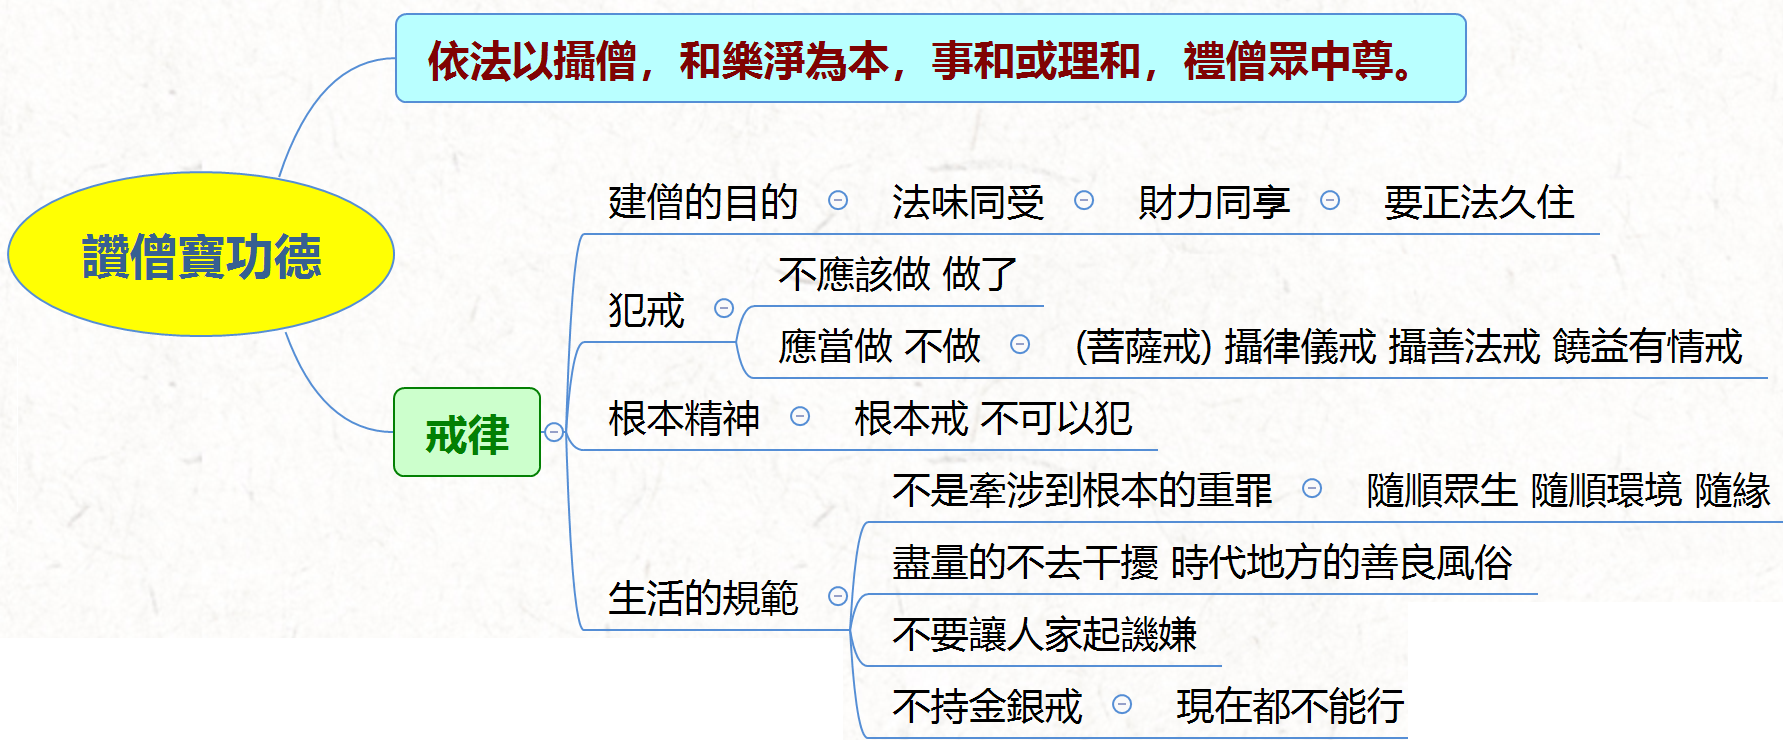 依法以攝僧，和樂淨為本，事和或理和，禮僧眾中尊。
讚僧寶功德
建僧的目的 法味同受 財力同享 要正法久住
犯戒
不應該做 做了
應當做 不做 (菩薩戒) 攝律儀戒 攝善法戒 饒益有情戒
戒律
根本精神 根本戒 不可以犯
生活的規範
不是牽涉到根本的重罪 隨順眾生 隨順環境 隨緣
盡量的不去干擾 時代地方的善良風俗
不要讓人家起譏嫌
不持金銀戒 現在都不能行